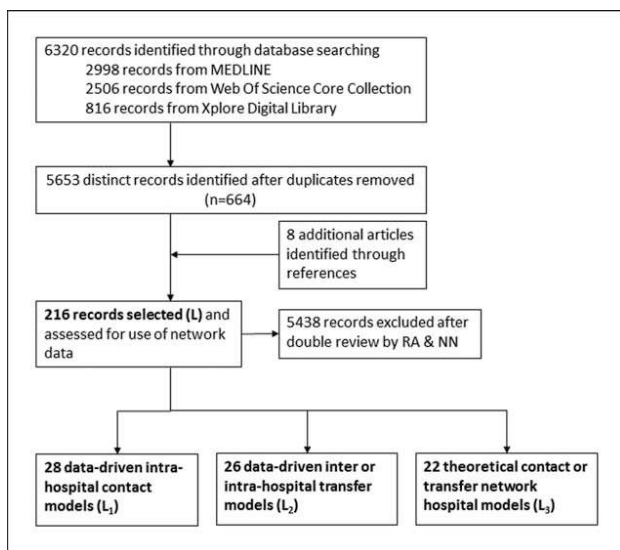 6320 records identified through database searching
2998 records from MEDLINE
2506 records from Web Of Science Core Collection
816 records from Xplore Digital Library
5653 distinct records identified after duplicates removed
(n=664)
8 additional articles
identified through
references
216 records selected (L) and
assessed for use of network
data
5438 records excluded after
double review by RA & NN
28 data-driven intra-
hospital contact
models (L₁)
26 data-driven inter or
intra-hospital transfer
models (L₂)
22 theoretical contact or
transfer network
hospital models (L₃)